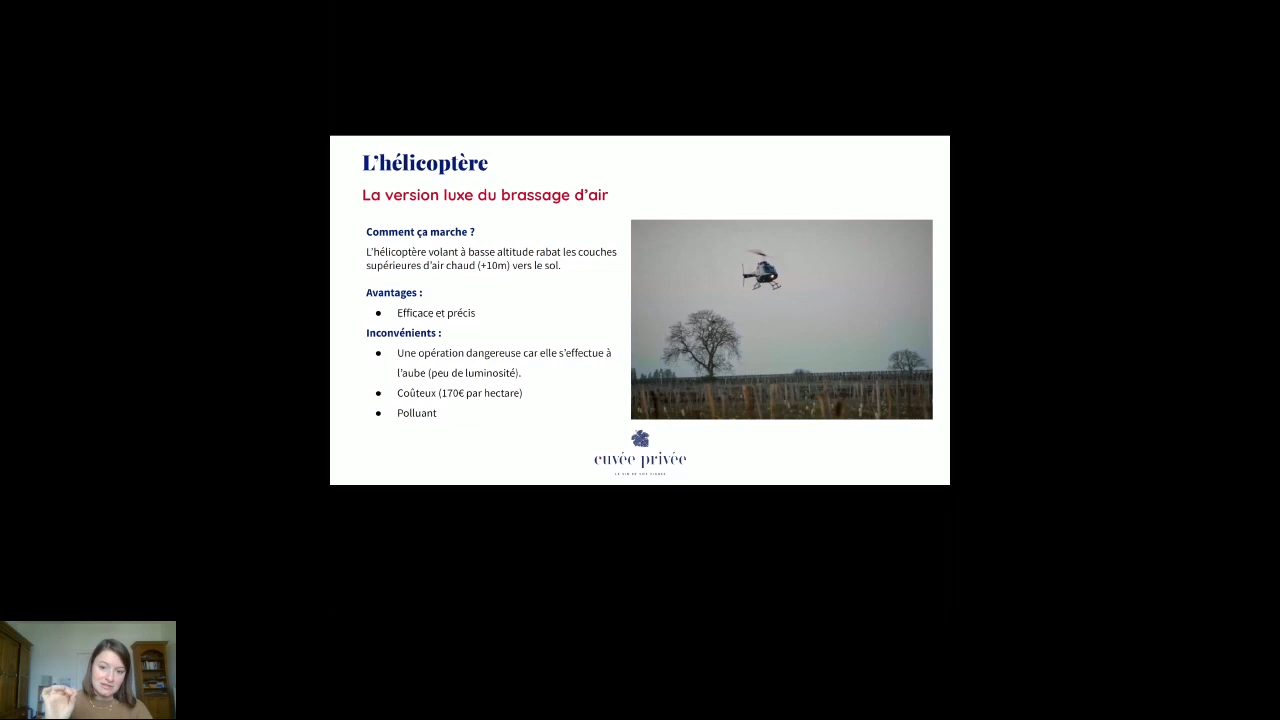 L'hélicoptère
La version luxe du brassage d'air
Comment ça marche ?
L'hélicoptère volant à basse altitude rabat les couches
supérieures d'air chaud (+10m) vers le sol.
Avantages :
● Efficace et précis
Inconvénients :
● Une opération dangereuse car elle s'effectue à
l'aube (peu de luminosité).
● Coûteux (170€ par hectare)
● Polluant
cuvée privée